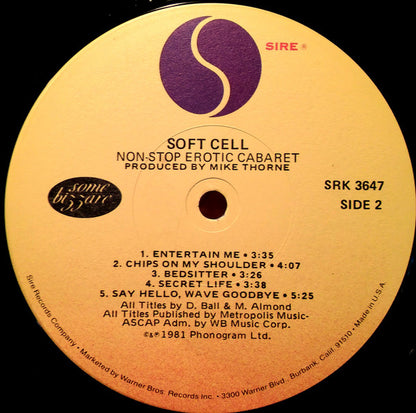 SIRE ®
SOFT CELL
NON-STOP EROTIC CABARET
PRODUCED BY MIKE THORNE
some
bizzare
SRK 3647
SIDE 2
1. ENTERTAIN ME • 3:35
2. CHIPS ON MY SHOULDER • 4:07
3. BEDSITTER • 3:26
4. SECRET LIFE • 3:38
5. SAY HELLO, WAVE GOODBYE • 5:25
All Titles by D. Ball & M. Almond
All Titles Published by Metropolis Music-
ASCAP Adm. by WB Music Corp.
©&℗ 1981 Phonogram Ltd.
Sire Records Company • Marketed by Warner Bros. Records Inc. • 3300 Warner Blvd., Burbank, Calif. 91510 • Made in U.S.A.